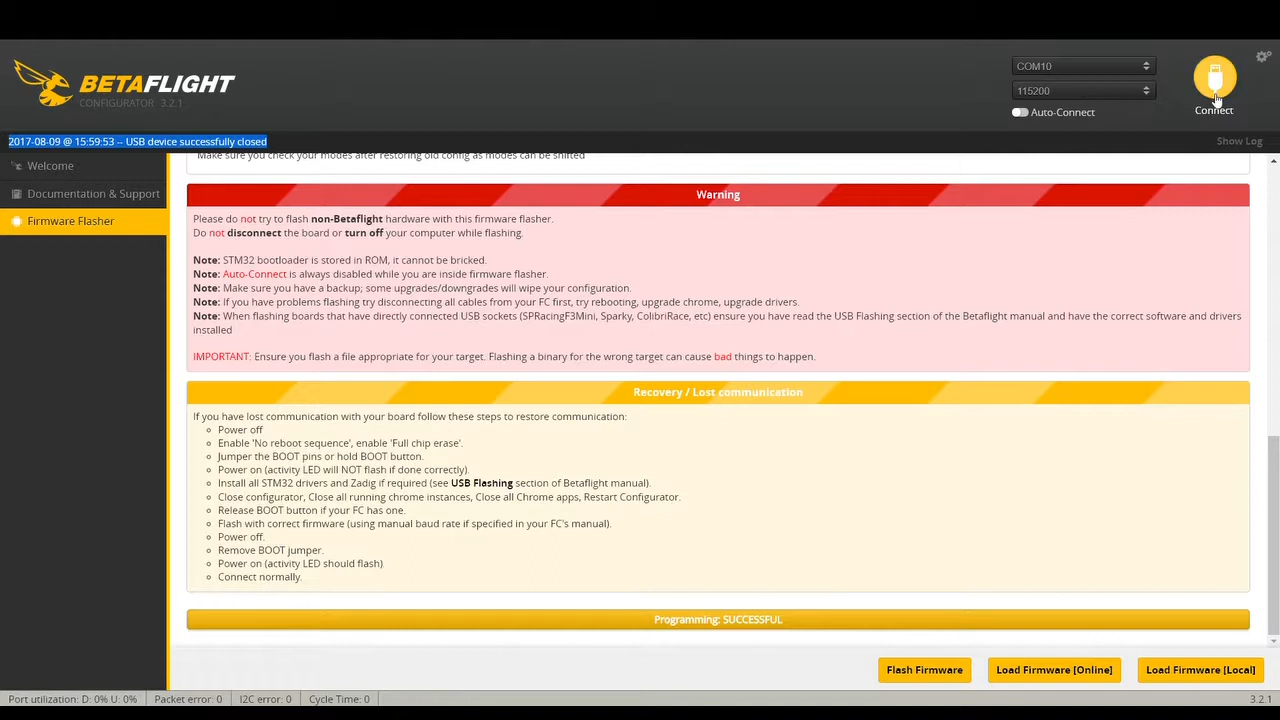 BETAFLIGHT
CONFIGURATOR 3.2.1
COM10
115200
Auto-Connect
Connect
2017-08-09 @ 15:59:53 -- USB device successfully closed
Show Log
Welcome
Documentation & Support
Firmware Flasher
Make sure you check your modes after restoring old config as modes can be shifted
Warning
Please do not try to flash non-Betaflight hardware with this firmware flasher.
Do not disconnect the board or turn off your computer while flashing.
Note: STM32 bootloader is stored in ROM, it cannot be bricked.
Note: Auto-Connect is always disabled while you are inside firmware flasher.
Note: Make sure you have a backup; some upgrades/downgrades will wipe your configuration.
Note: If you have problems flashing try disconnecting all cables from your FC first, try rebooting, upgrade chrome, upgrade drivers.
Note: When flashing boards that have directly connected USB sockets (SPRacingF3Mini, Sparky, ColibriRace, etc) ensure you have read the USB Flashing section of the Betaflight manual and have the correct software and drivers
installed
IMPORTANT: Ensure you flash a file appropriate for your target. Flashing a binary for the wrong target can cause bad things to happen.
Recovery / Lost communication
If you have lost communication with your board follow these steps to restore communication:
Power off
Enable 'No reboot sequence', enable 'Full chip erase'.
Jumper the BOOT pins or hold BOOT button.
Power on (activity LED will NOT flash if done correctly).
Install all STM32 drivers and Zadig if required (see USB Flashing section of Betaflight manual).
Close configurator, Close all running chrome instances, Close all Chrome apps, Restart Configurator.
Release BOOT button if your FC has one.
Flash with correct firmware (using manual baud rate if specified in your FC's manual).
Power off.
Remove BOOT jumper.
Power on (activity LED should flash)
Connect normally.
Programming: SUCCESSFUL
Flash Firmware
Load Firmware [Online]
Load Firmware [Local]
Port utilization: D: 0% U: 0%
Packet error: 0
I2C error: 0
Cycle Time: 0
3.2.1